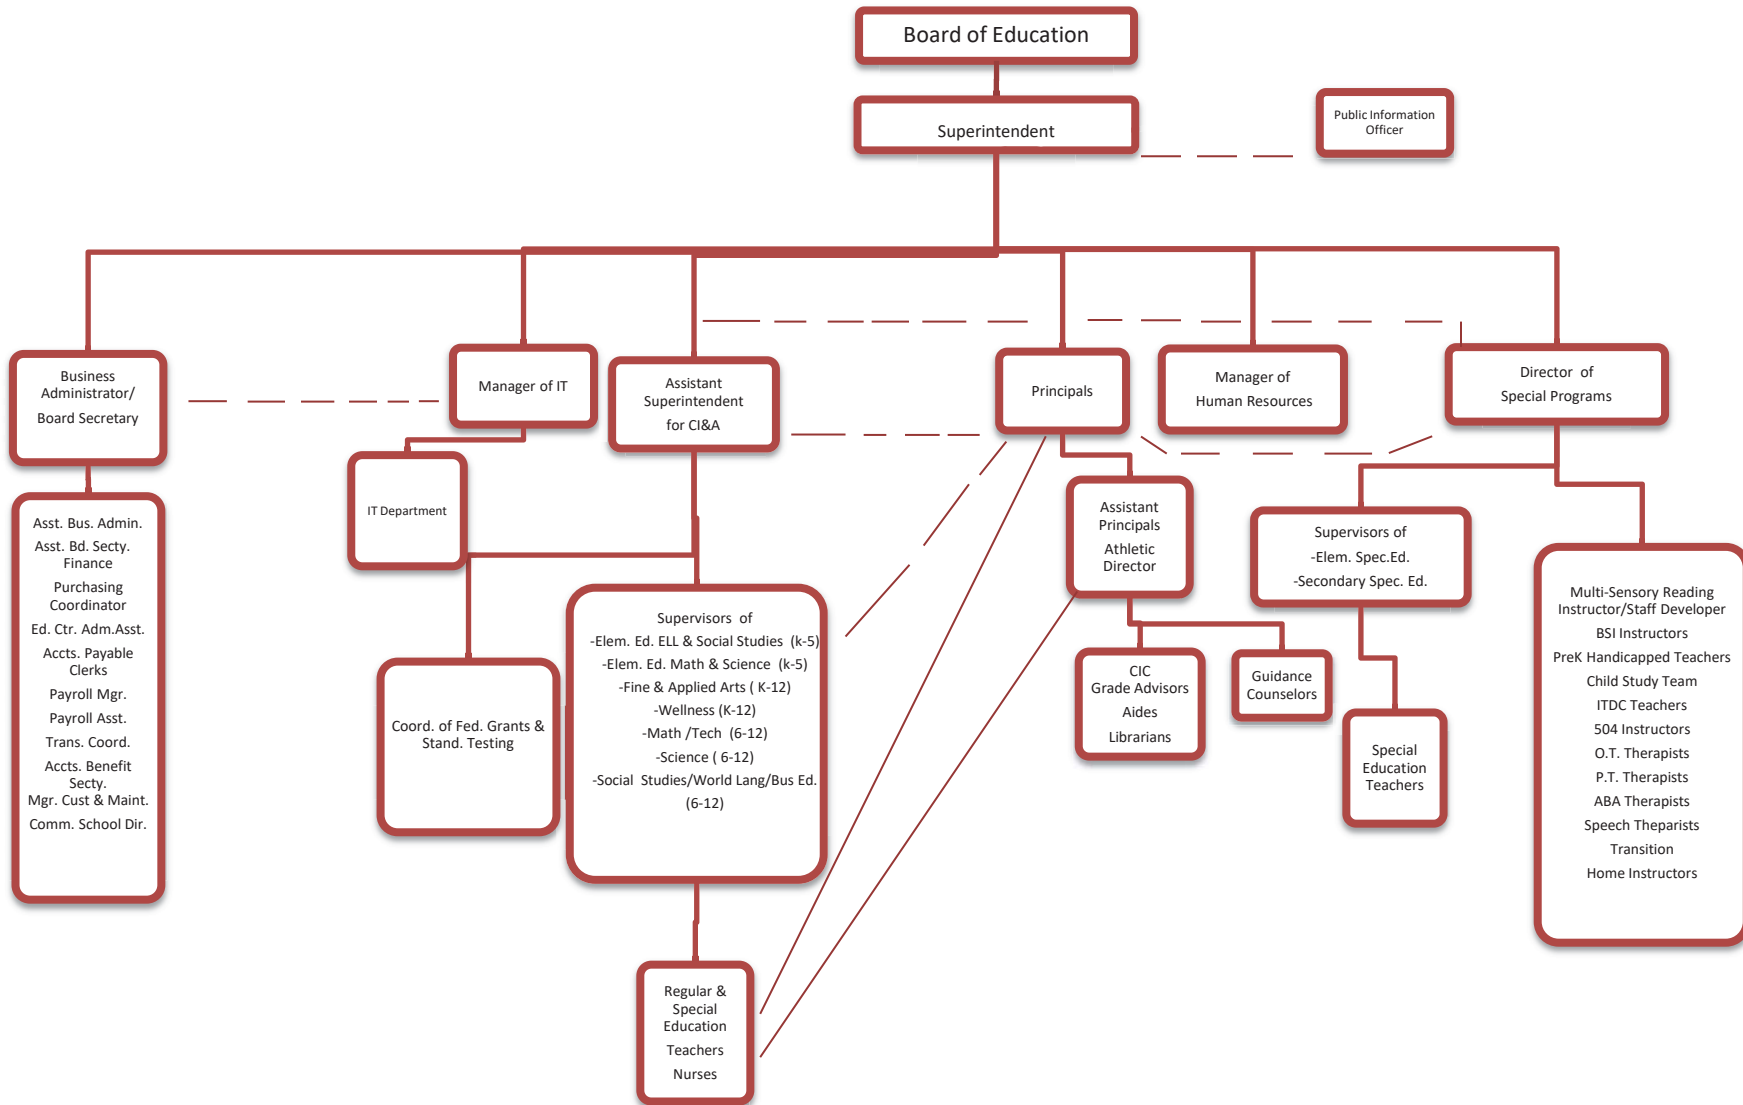 Board of Education
Superintendent
Public Information
Officer
Business
Administrator/
Board Secretary
Manager of IT
Assistant
Superintendent
for CI&A
Principals
Manager of
Human Resources
Director of
Special Programs
Asst. Bus. Admin.
Asst. Bd. Secty.
Finance
Purchasing
Coordinator
Ed. Ctr. Adm.Asst.
Accts. Payable
Clerks
Payroll Mgr.
Payroll Asst.
Trans. Coord.
Accts. Benefit
Secty.
Mgr. Cust & Maint.
Comm. School Dir.
IT Department
Coord. of Fed. Grants &
Stand. Testing
Supervisors of
-Elem. Ed. ELL & Social Studies (k-5)
-Elem. Ed. Math & Science (k-5)
-Fine & Applied Arts ( K-12)
-Wellness (K-12)
-Math /Tech (6-12)
-Science ( 6-12)
-Social Studies/World Lang/Bus Ed.
(6-12)
Regular &
Special
Education
Teachers
Nurses
Assistant
Principals
Athletic
Director
CIC
Grade Advisors
Aides
Librarians
Guidance
Counselors
Supervisors of
-Elem. Spec.Ed.
-Secondary Spec. Ed.
Special
Education
Teachers
Multi-Sensory Reading
Instructor/Staff Developer
BSI Instructors
PreK Handicapped Teachers
Child Study Team
ITDC Teachers
504 Instructors
O.T. Therapists
P.T. Therapists
ABA Therapists
Speech Theparists
Transition
Home Instructors